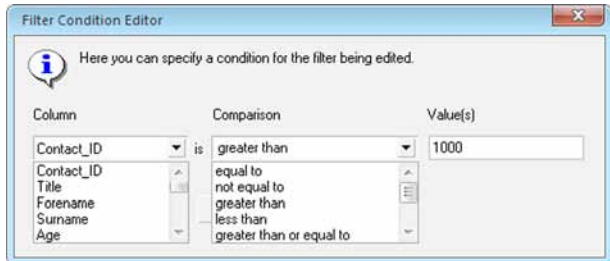 Filter Condition Editor
Here you can specify a condition for the filter being edited.
Column Comparison Value(s)
Contact_ID is greater than 1000
Contact_ID equal to
Title not equal to
Forename greater than
Surname less than
Age greater than or equal to